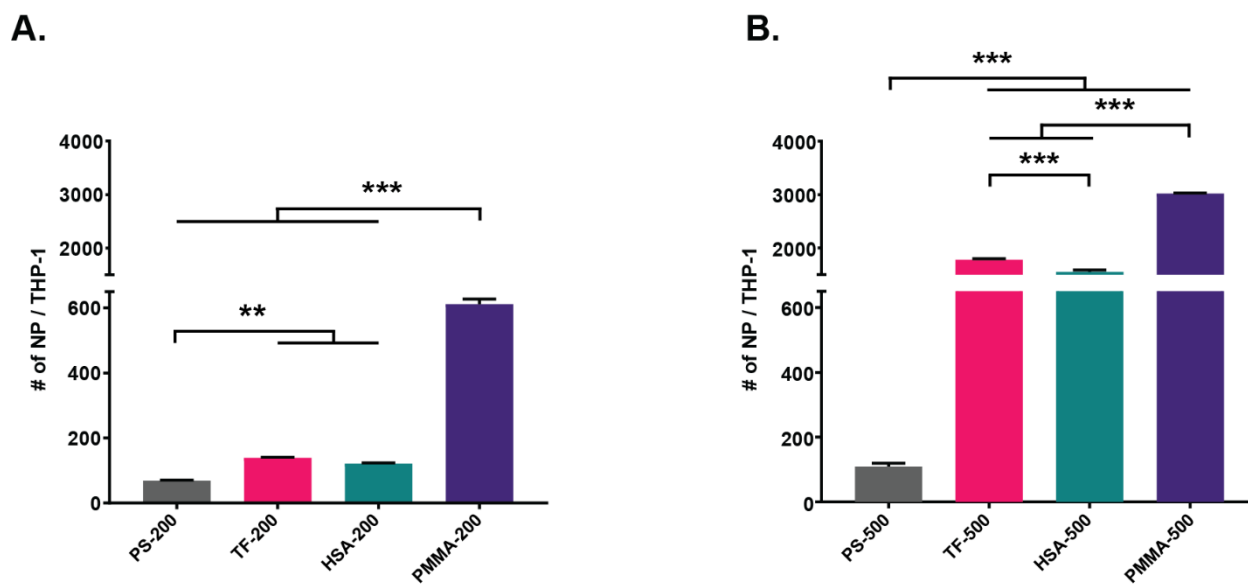 A.
# of NP / THP-1
4000
3000
2000
600
400
200
0
***
**
PS-200
TF-200
HSA-200
PMMA-200
B.
# of NP / THP-1
4000
3000
2000
600
400
200
0
***
***
***
PS-500
TF-500
HSA-500
PMMA-500